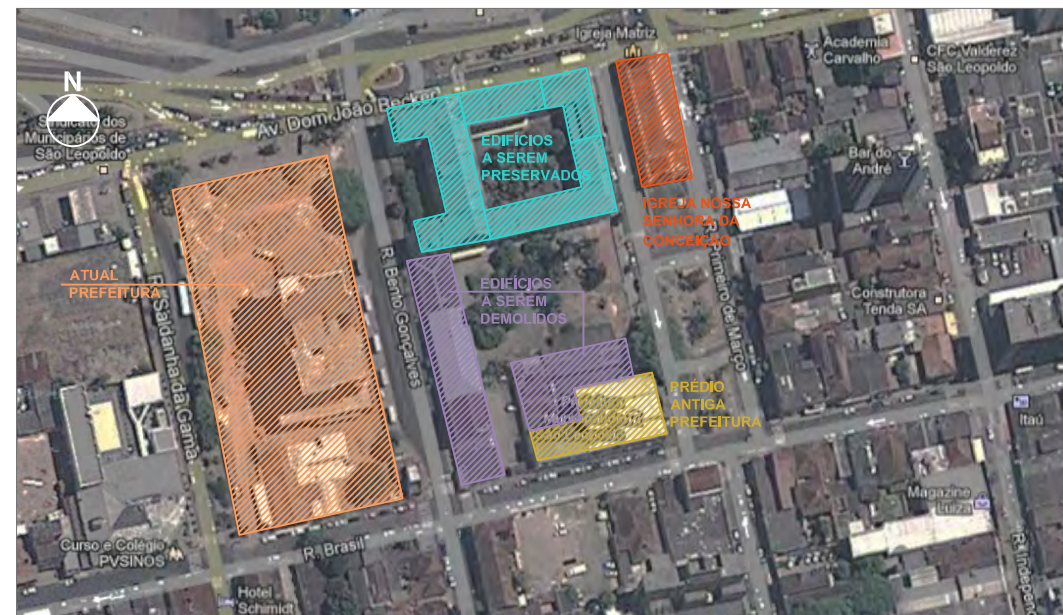 Igreja Matriz
Academia
Carvalho
CFC Valderez
São Leopoldo
N
Av. Dom João Becker
Sindicato dos
Municipários de
São Leopoldo
EDIFÍCIOS
A SEREM
PRESERVADOS
Bar do
André
IGREJA NOSSA
SENHORA DA
CONCEIÇÃO
R. Primeiro de Março
ATUAL
PREFEITURA
R. Bento Gonçalves
EDIFÍCIOS
A SEREM
DEMOLIDOS
Construtora
Tenda SA
R. Saldanha da Gama
PRÉDIO
ANTIGA
PREFEITURA
Itaú
Magazine
Luiza
R. Indepen
Curso e Colégio
PVSINOS
R. Brasil
Hotel
Schimidt